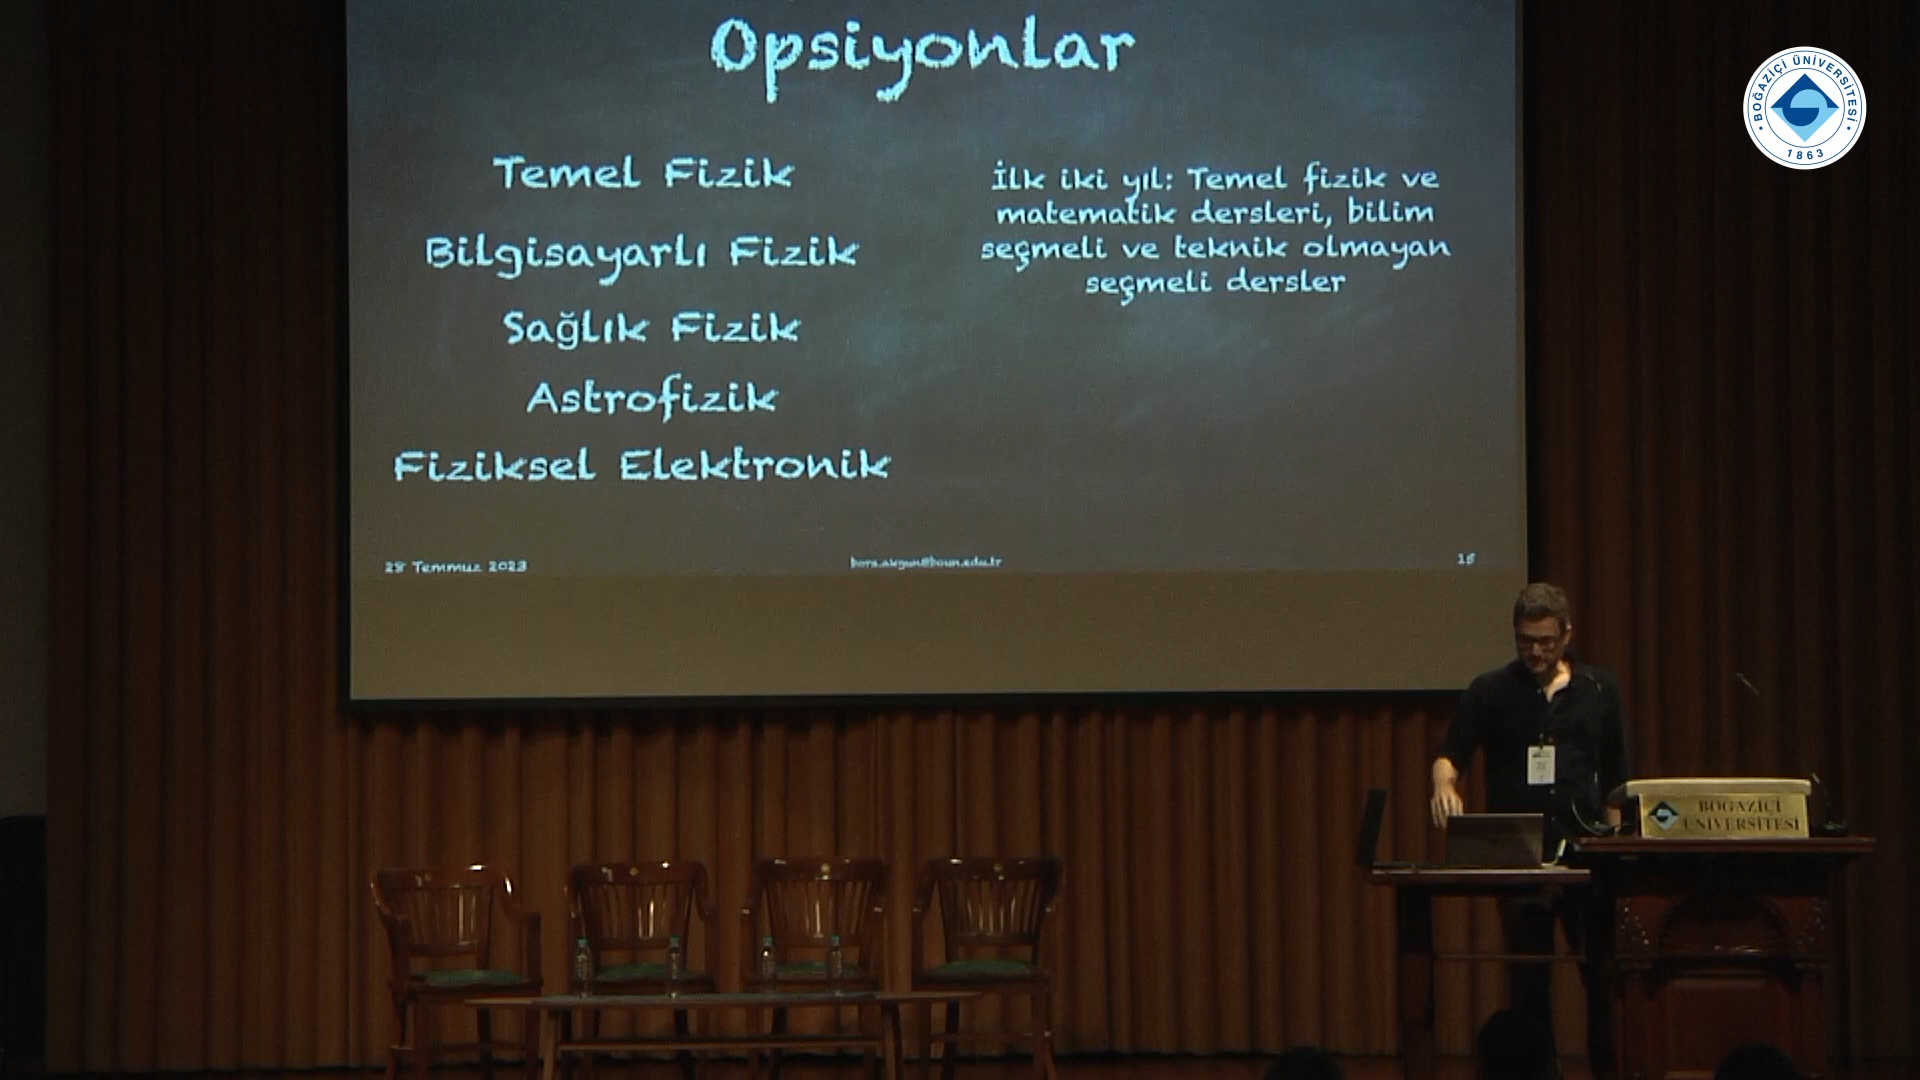 Opsiyonlar
Temel Fizik
Bilgisayarlı Fizik
Sağlık Fizik
Astrofizik
Fiziksel Elektronik
İlk iki yıl: Temel fizik ve
matematik dersleri, bilim
seçmeli ve teknik olmayan
seçmeli dersler
28 Temmuz 2023
bora.akgun@boun.edu.tr
BOĞAZİÇİ ÜNİVERSİTESİ
1863
BOĞAZİÇİ
ÜNİVERSİTESİ